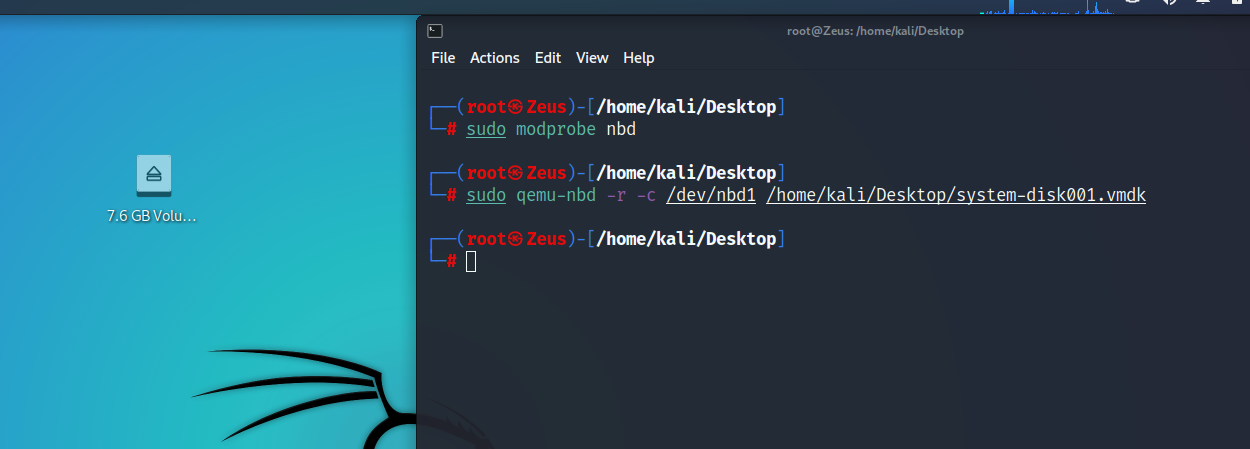 root@Zeus: /home/kali/Desktop
File Actions Edit View Help
┌──(root㉿Zeus)-[/home/kali/Desktop]
└─# sudo modprobe nbd
┌──(root㉿Zeus)-[/home/kali/Desktop]
└─# sudo qemu-nbd -r -c /dev/nbd1 /home/kali/Desktop/system-disk001.vmdk
┌──(root㉿Zeus)-[/home/kali/Desktop]
└─#
7.6 GB Volu...